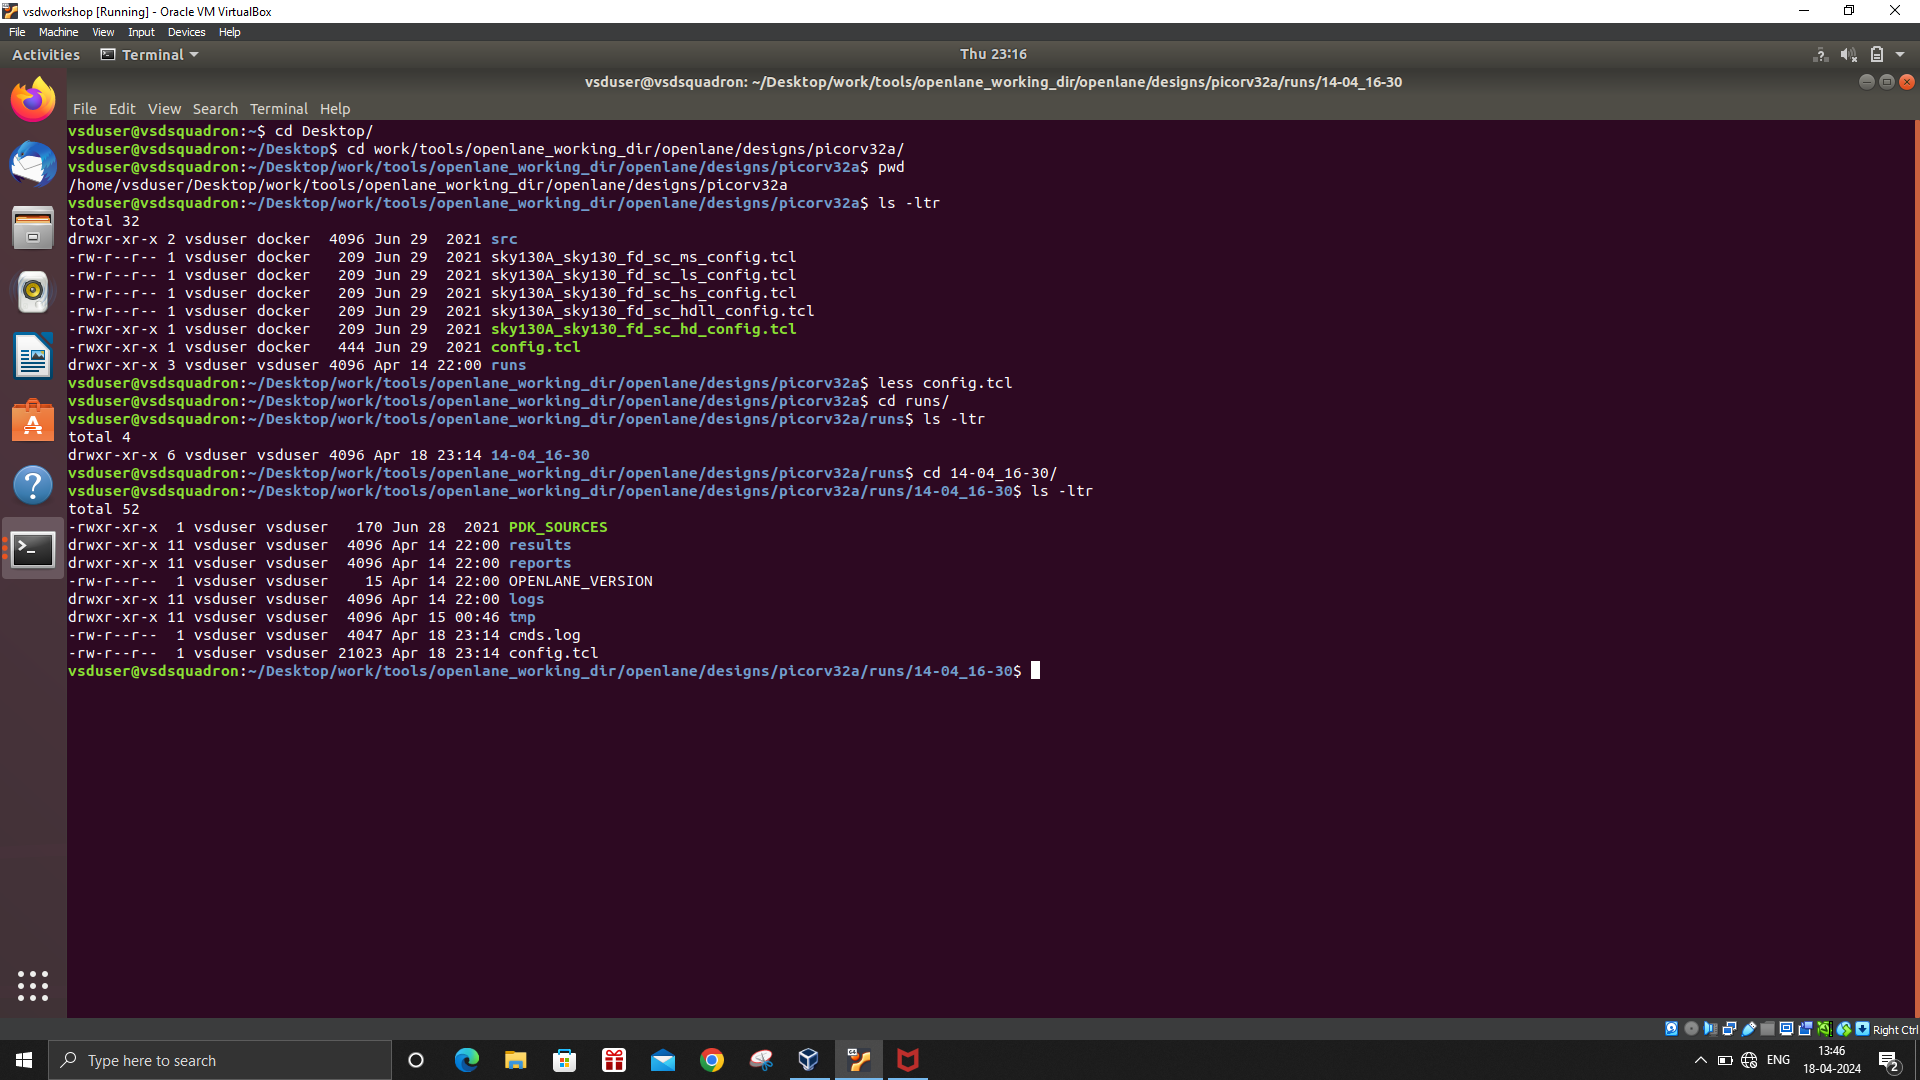 vsdworkshop [Running] - Oracle VM VirtualBox
File Machine View Input Devices Help
Activities Terminal Thu 23:16
vsduser@vsdsquadron: ~/Desktop/work/tools/openlane_working_dir/openlane/designs/picorv32a/runs/14-04_16-30
File Edit View Search Terminal Help
vsduser@vsdsquadron:~$ cd Desktop/
vsduser@vsdsquadron:~/Desktop$ cd work/tools/openlane_working_dir/openlane/designs/picorv32a/
vsduser@vsdsquadron:~/Desktop/work/tools/openlane_working_dir/openlane/designs/picorv32a$ pwd
/home/vsduser/Desktop/work/tools/openlane_working_dir/openlane/designs/picorv32a
vsduser@vsdsquadron:~/Desktop/work/tools/openlane_working_dir/openlane/designs/picorv32a$ ls -ltr
total 32
drwxr-xr-x 2 vsduser docker  4096 Jun 29  2021 src
-rw-r--r-- 1 vsduser docker   209 Jun 29  2021 sky130A_sky130_fd_sc_ms_config.tcl
-rw-r--r-- 1 vsduser docker   209 Jun 29  2021 sky130A_sky130_fd_sc_ls_config.tcl
-rw-r--r-- 1 vsduser docker   209 Jun 29  2021 sky130A_sky130_fd_sc_hs_config.tcl
-rw-r--r-- 1 vsduser docker   209 Jun 29  2021 sky130A_sky130_fd_sc_hdll_config.tcl
-rwxr-xr-x 1 vsduser docker   209 Jun 29  2021 sky130A_sky130_fd_sc_hd_config.tcl
-rwxr-xr-x 1 vsduser docker   444 Jun 29  2021 config.tcl
drwxr-xr-x 3 vsduser vsduser 4096 Apr 14 22:00 runs
vsduser@vsdsquadron:~/Desktop/work/tools/openlane_working_dir/openlane/designs/picorv32a$ less config.tcl
vsduser@vsdsquadron:~/Desktop/work/tools/openlane_working_dir/openlane/designs/picorv32a$ cd runs/
vsduser@vsdsquadron:~/Desktop/work/tools/openlane_working_dir/openlane/designs/picorv32a/runs$ ls -ltr
total 4
drwxr-xr-x 6 vsduser vsduser 4096 Apr 18 23:14 14-04_16-30
vsduser@vsdsquadron:~/Desktop/work/tools/openlane_working_dir/openlane/designs/picorv32a/runs$ cd 14-04_16-30/
vsduser@vsdsquadron:~/Desktop/work/tools/openlane_working_dir/openlane/designs/picorv32a/runs/14-04_16-30$ ls -ltr
total 52
-rwxr-xr-x  1 vsduser vsduser   170 Jun 28  2021 PDK_SOURCES
drwxr-xr-x 11 vsduser vsduser  4096 Apr 14 22:00 results
drwxr-xr-x 11 vsduser vsduser  4096 Apr 14 22:00 reports
-rw-r--r--  1 vsduser vsduser    15 Apr 14 22:00 OPENLANE_VERSION
drwxr-xr-x 11 vsduser vsduser  4096 Apr 14 22:00 logs
drwxr-xr-x 11 vsduser vsduser  4096 Apr 15 00:46 tmp
-rw-r--r--  1 vsduser vsduser  4047 Apr 18 23:14 cmds.log
-rw-r--r--  1 vsduser vsduser 21023 Apr 18 23:14 config.tcl
vsduser@vsdsquadron:~/Desktop/work/tools/openlane_working_dir/openlane/designs/picorv32a/runs/14-04_16-30$
Right Ctrl
Type here to search
ENG
13:46
18-04-2024
2